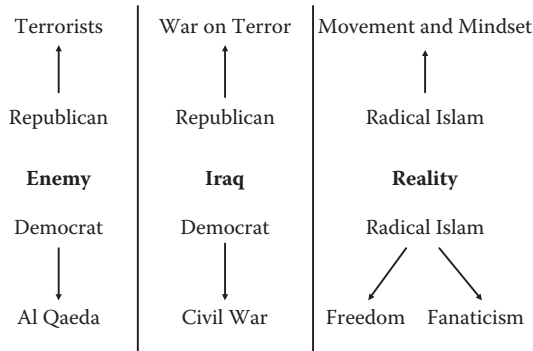 Terrorists War on Terror Movement and Mindset
Republican Republican Radical Islam
Enemy Iraq Reality
Democrat Democrat Radical Islam
Al Qaeda Civil War Freedom Fanaticism